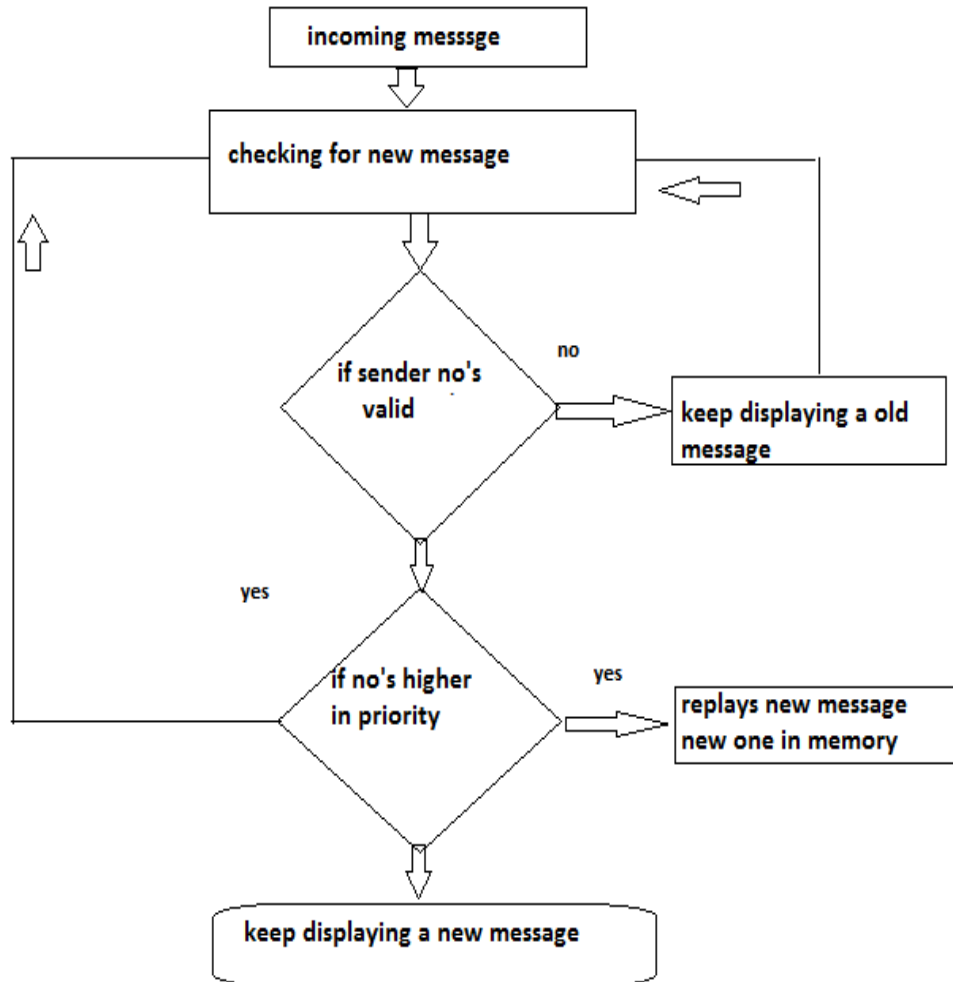 incoming messsge
checking for new message
no
if sender no's
valid
keep displaying a old
message
yes
if no's higher
in priority
yes
replays new message
new one in memory
keep displaying a new message